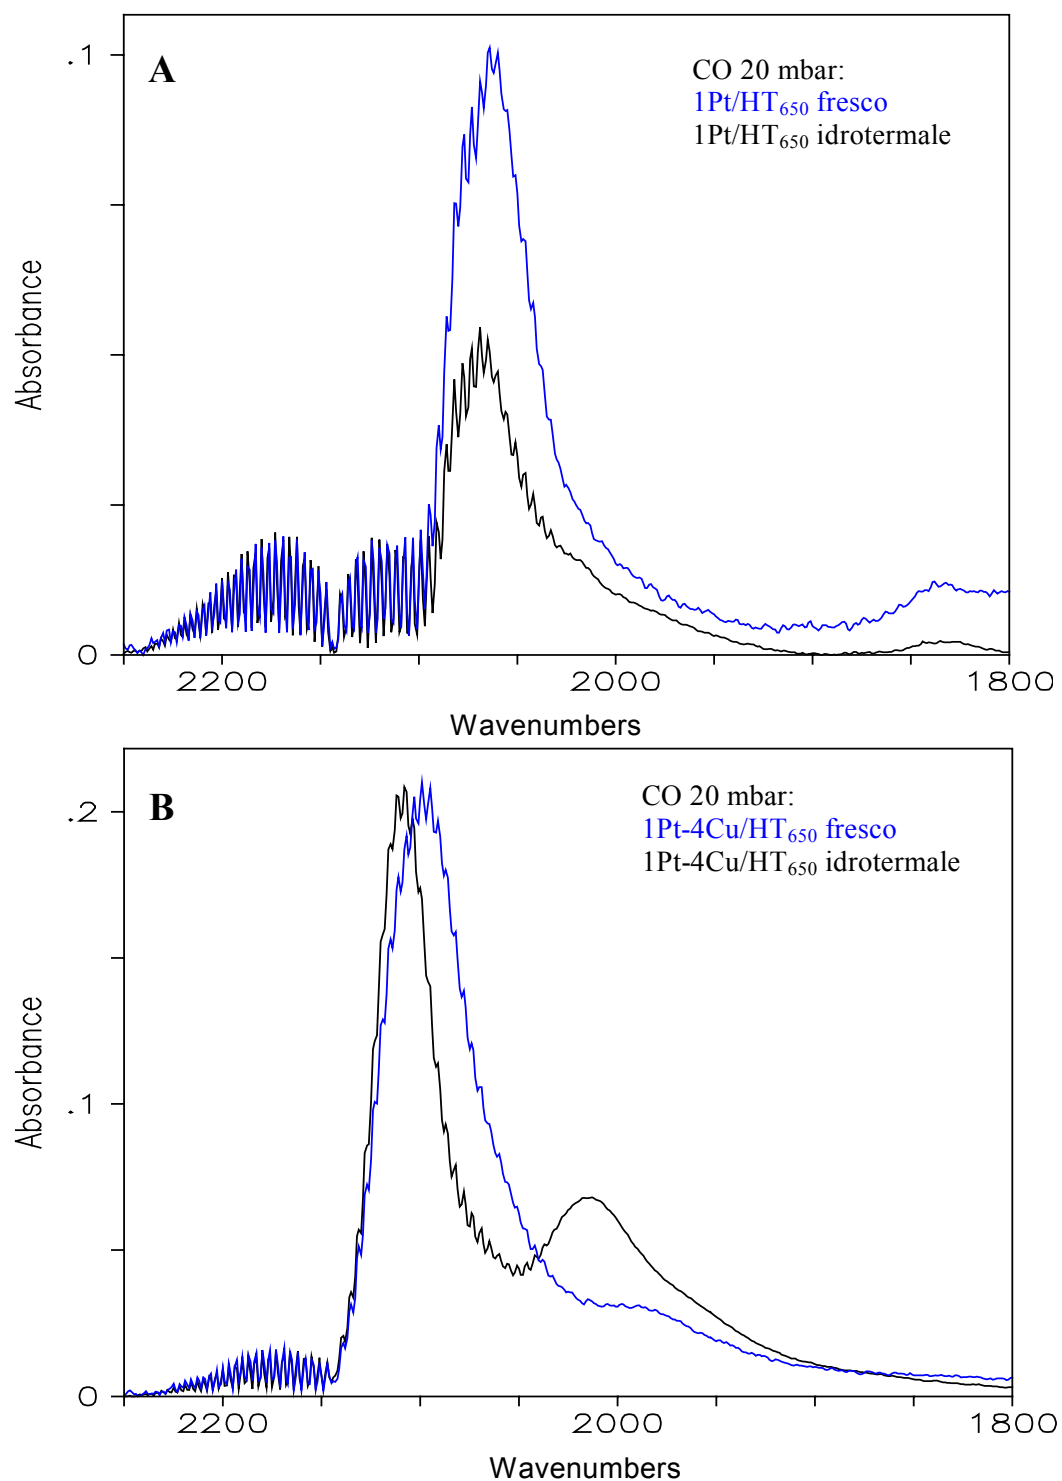 A
CO 20 mbar:
1Pt/HT₆₅₀ fresco
1Pt/HT₆₅₀ idrotermale
.1
0
Absorbance
2200 2000 1800
Wavenumbers
B
CO 20 mbar:
1Pt-4Cu/HT₆₅₀ fresco
1Pt-4Cu/HT₆₅₀ idrotermale
.2
.1
0
Absorbance
2200 2000 1800
Wavenumbers